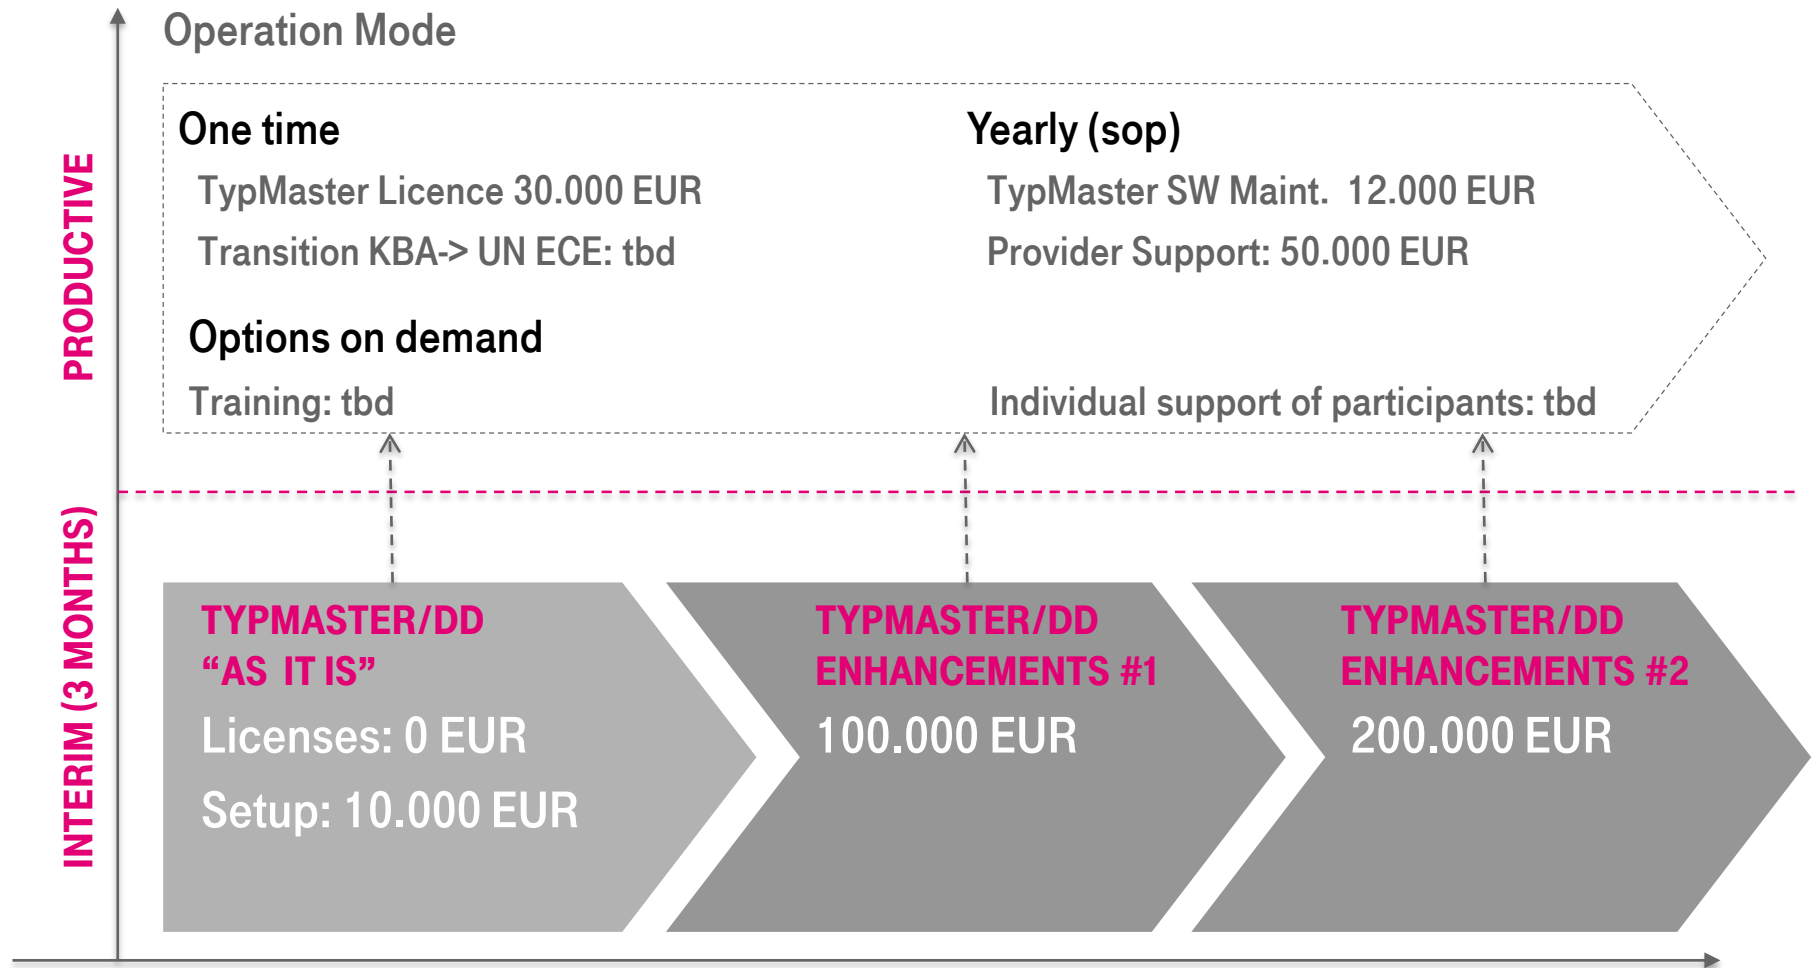 Operation Mode
PRODUCTIVE
One time
TypMaster Licence 30.000 EUR
Transition KBA-> UN ECE: tbd
Yearly (sop)
TypMaster SW Maint.  12.000 EUR
Provider Support: 50.000 EUR
Options on demand
Training: tbd
Individual support of participants: tbd
INTERIM (3 MONTHS)
TYPMASTER/DD
“AS  IT IS”
Licenses: 0 EUR
Setup: 10.000 EUR
TYPMASTER/DD
ENHANCEMENTS #1
100.000 EUR
TYPMASTER/DD
ENHANCEMENTS #2
200.000 EUR